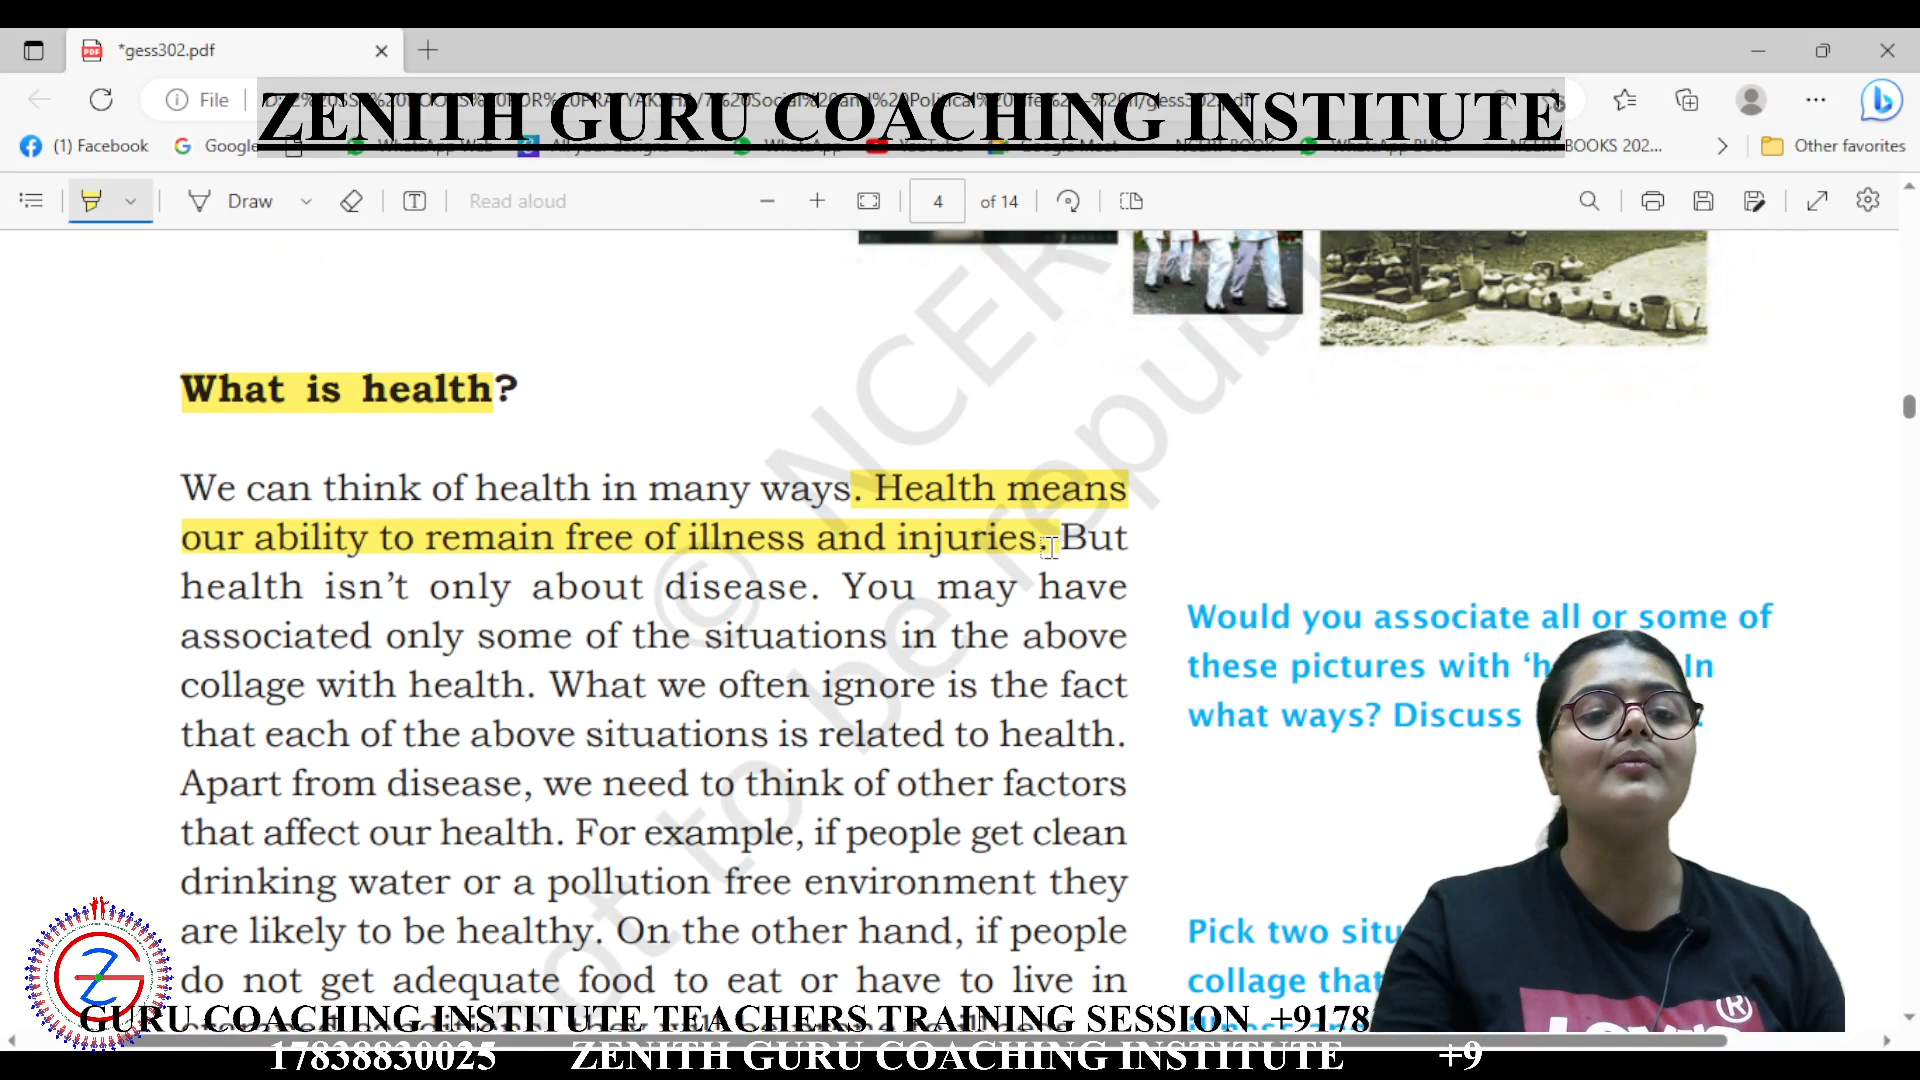 *gess302.pdf
File
ZENITH GURU COACHING INSTITUTE
(1) Facebook
Google
BOOKS 202...
Other favorites
Draw
Read aloud
4
of 14
© NCER
not to be republ
What is health?
We can think of health in many ways. Health means
our ability to remain free of illness and injuries. But
health isn’t only about disease. You may have
associated only some of the situations in the above
collage with health. What we often ignore is the fact
that each of the above situations is related to health.
Apart from disease, we need to think of other factors
that affect our health. For example, if people get clean
drinking water or a pollution free environment they
are likely to be healthy. On the other hand, if people
do not get adequate food to eat or have to live in
Would you associate all or some of
these pictures with ‘h In
what ways? Discuss
Pick two situ
collage that
GURU COACHING INSTITUTE TEACHERS TRAINING SESSION +9178
17838830025 ZENITH GURU COACHING INSTITUTE +9